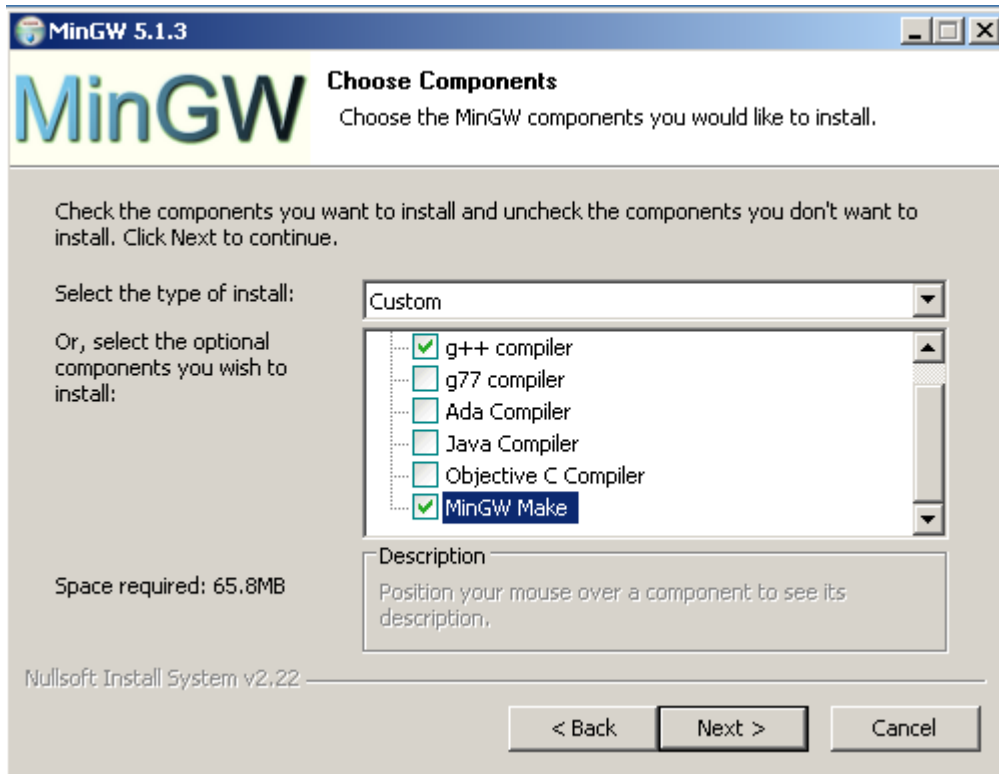 MinGW 5.1.3
MinGW
Choose Components
Choose the MinGW components you would like to install.
Check the components you want to install and uncheck the components you don't want to
install. Click Next to continue.
Select the type of install:
Custom
Or, select the optional
components you wish to
install:
g++ compiler
g77 compiler
Ada Compiler
Java Compiler
Objective C Compiler
MinGW Make
Space required: 65.8MB
Description
Position your mouse over a component to see its
description.
Nullsoft Install System v2.22
< Back
Next >
Cancel